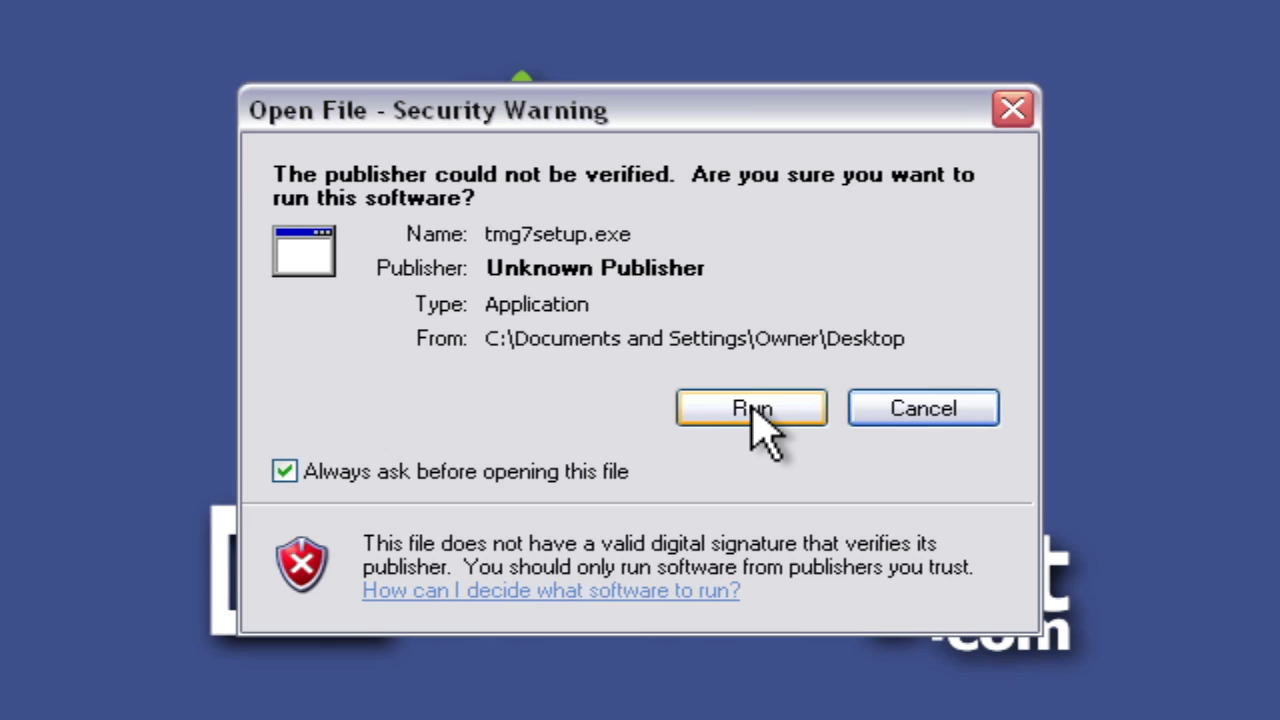 Open File - Security Warning
The publisher could not be verified. Are you sure you want to
run this software?
Name: tmg7setup.exe
Publisher: Unknown Publisher
Type: Application
From: C:\Documents and Settings\Owner\Desktop
Run Cancel
Always ask before opening this file
This file does not have a valid digital signature that verifies its
publisher. You should only run software from publishers you trust.
How can I decide what software to run?
.com